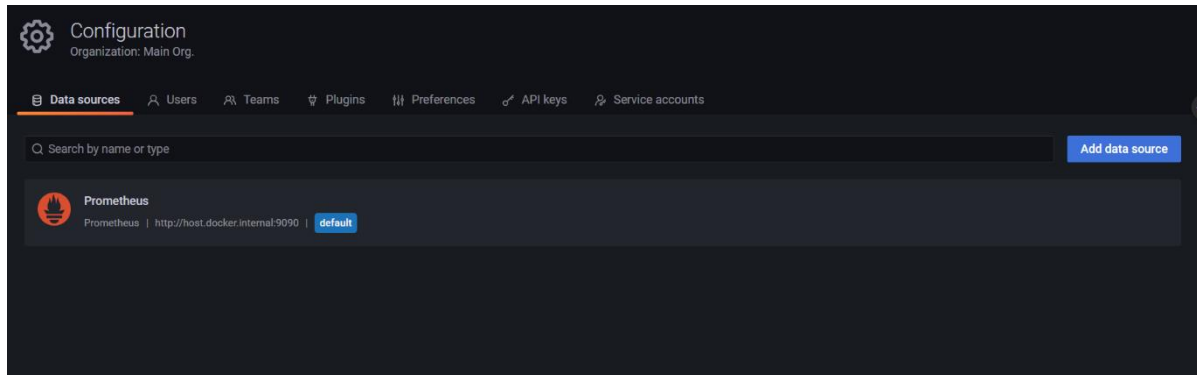 Configuration
Organization: Main Org.
Data sources Users Teams Plugins Preferences API keys Service accounts
Search by name or type Add data source
Prometheus
Prometheus | http://host.docker.internal:9090 | default